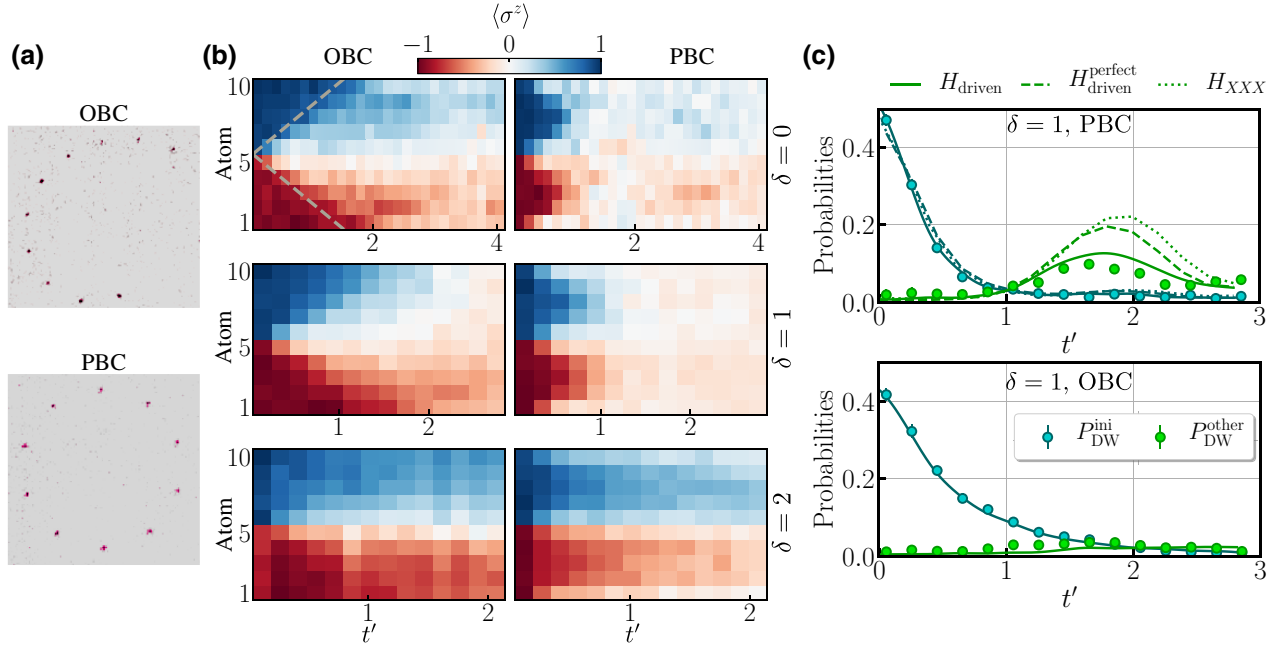 (a)
OBC
PBC
(b)
⟨σᶻ⟩
−1 0 1
OBC PBC
Atom
10
5
1
2 4
2 4
δ = 0
Atom
10
5
1
1 2
1 2
δ = 1
Atom
10
5
1
1 2
1 2
t′ t′
δ = 2
(c)
H_driven H_driven^perfect H_XXX
δ = 1, PBC
Probabilities
0.4
0.2
0.0
0 1 2 3
t′
δ = 1, OBC
P_DW^ini P_DW^other
Probabilities
0.4
0.2
0.0
0 1 2 3
t′